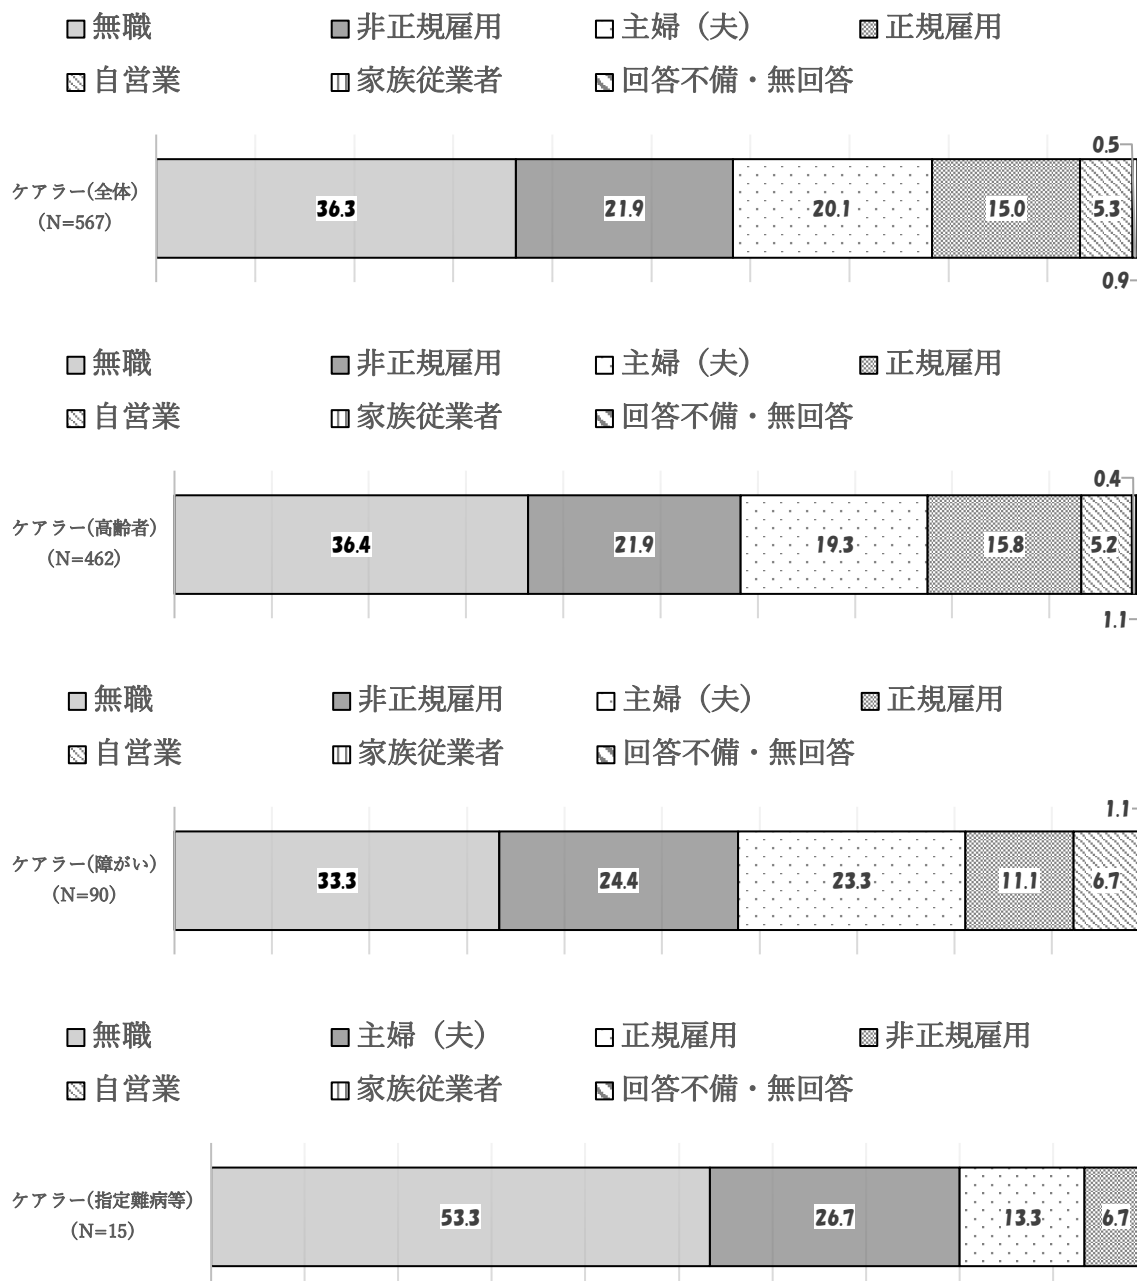 無職 非正規雇用 主婦（夫） 正規雇用
自営業 家族従業者 回答不備・無回答
0.5
ケアラー(全体)
(N=567)
36.3 21.9 20.1 15.0 5.3
0.9
無職 非正規雇用 主婦（夫） 正規雇用
自営業 家族従業者 回答不備・無回答
0.4
ケアラー(高齢者)
(N=462)
36.4 21.9 19.3 15.8 5.2
1.1
無職 非正規雇用 主婦（夫） 正規雇用
自営業 家族従業者 回答不備・無回答
1.1
ケアラー(障がい)
(N=90)
33.3 24.4 23.3 11.1 6.7
無職 主婦（夫） 正規雇用 非正規雇用
自営業 家族従業者 回答不備・無回答
ケアラー(指定難病等)
(N=15)
53.3 26.7 13.3 6.7